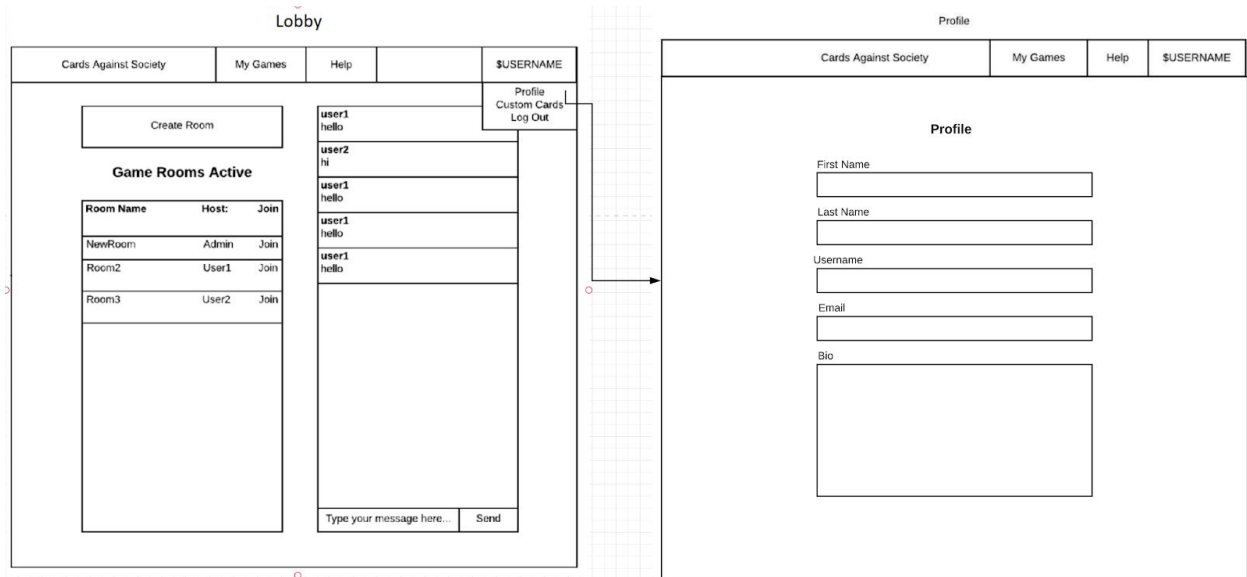 Lobby
Cards Against Society My Games Help $USERNAME
Profile
Custom Cards
Log Out
Create Room
Game Rooms Active
Room Name Host: Join
NewRoom Admin Join
Room2 User1 Join
Room3 User2 Join
user1
hello
user2
hi
user1
hello
user1
hello
user1
hello
Type your message here... Send
Profile
Cards Against Society My Games Help $USERNAME
Profile
First Name
Last Name
Username
Email
Bio